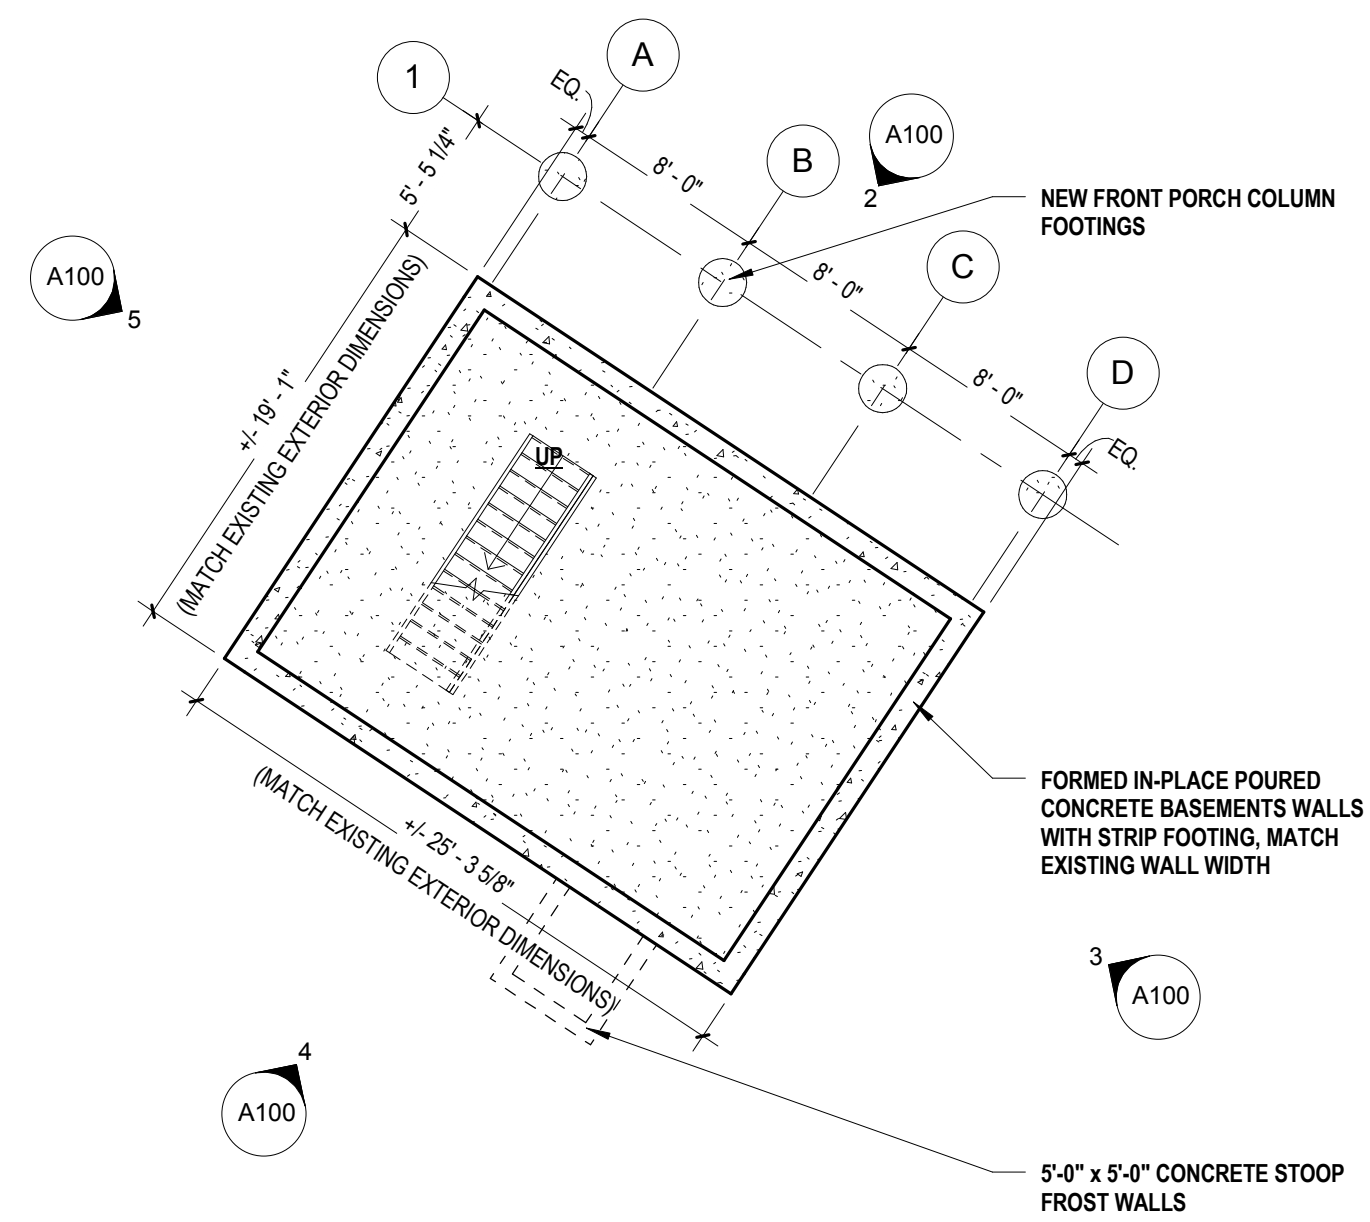 1
A
EQ.
A100
2
B
8'- 0"
5' - 5 1/4"
NEW FRONT PORCH COLUMN
FOOTINGS
A100
5
C
8'- 0"
D
8'- 0"
EQ.
+/- 19' - 1"
(MATCH EXISTING EXTERIOR DIMENSIONS)
UP
FORMED IN-PLACE POURED
CONCRETE BASEMENTS WALLS
WITH STRIP FOOTING, MATCH
EXISTING WALL WIDTH
+/- 25' - 3 5/8"
(MATCH EXISTING EXTERIOR DIMENSIONS)
3
A100
4
A100
5'-0" x 5'-0" CONCRETE STOOP
FROST WALLS